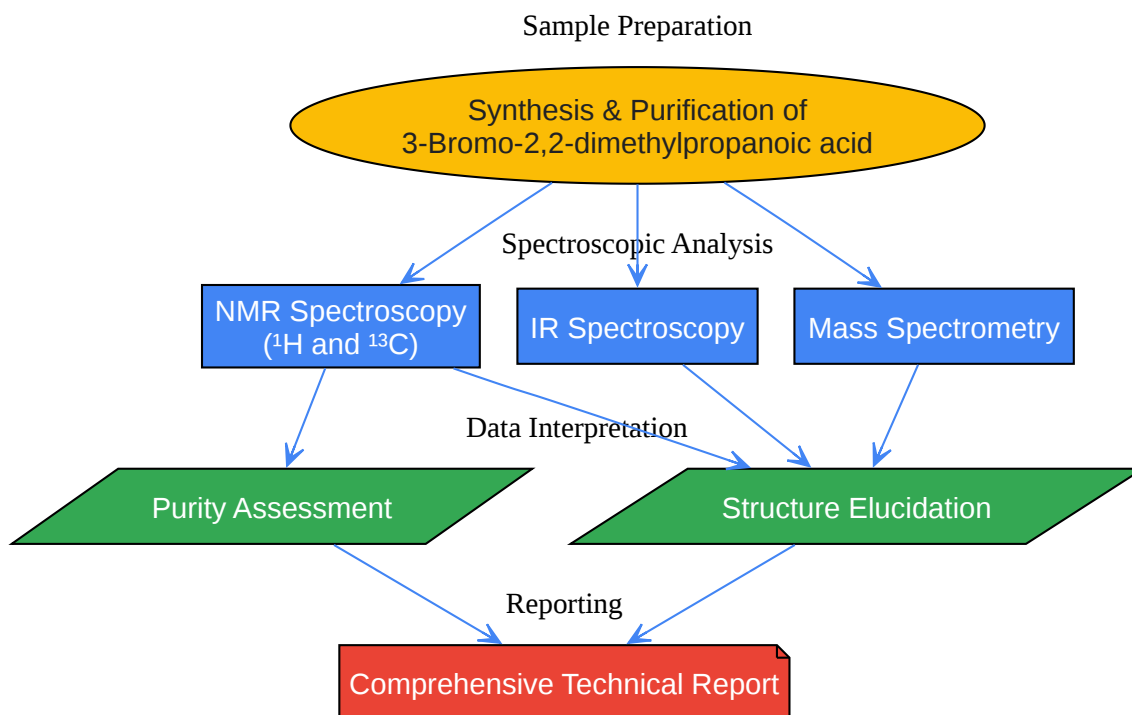 Sample Preparation
Synthesis & Purification of
3-Bromo-2,2-dimethylpropanoic acid
Spectroscopic Analysis
NMR Spectroscopy
(¹H and ¹³C)
IR Spectroscopy
Mass Spectrometry
Data Interpretation
Purity Assessment
Structure Elucidation
Reporting
Comprehensive Technical Report